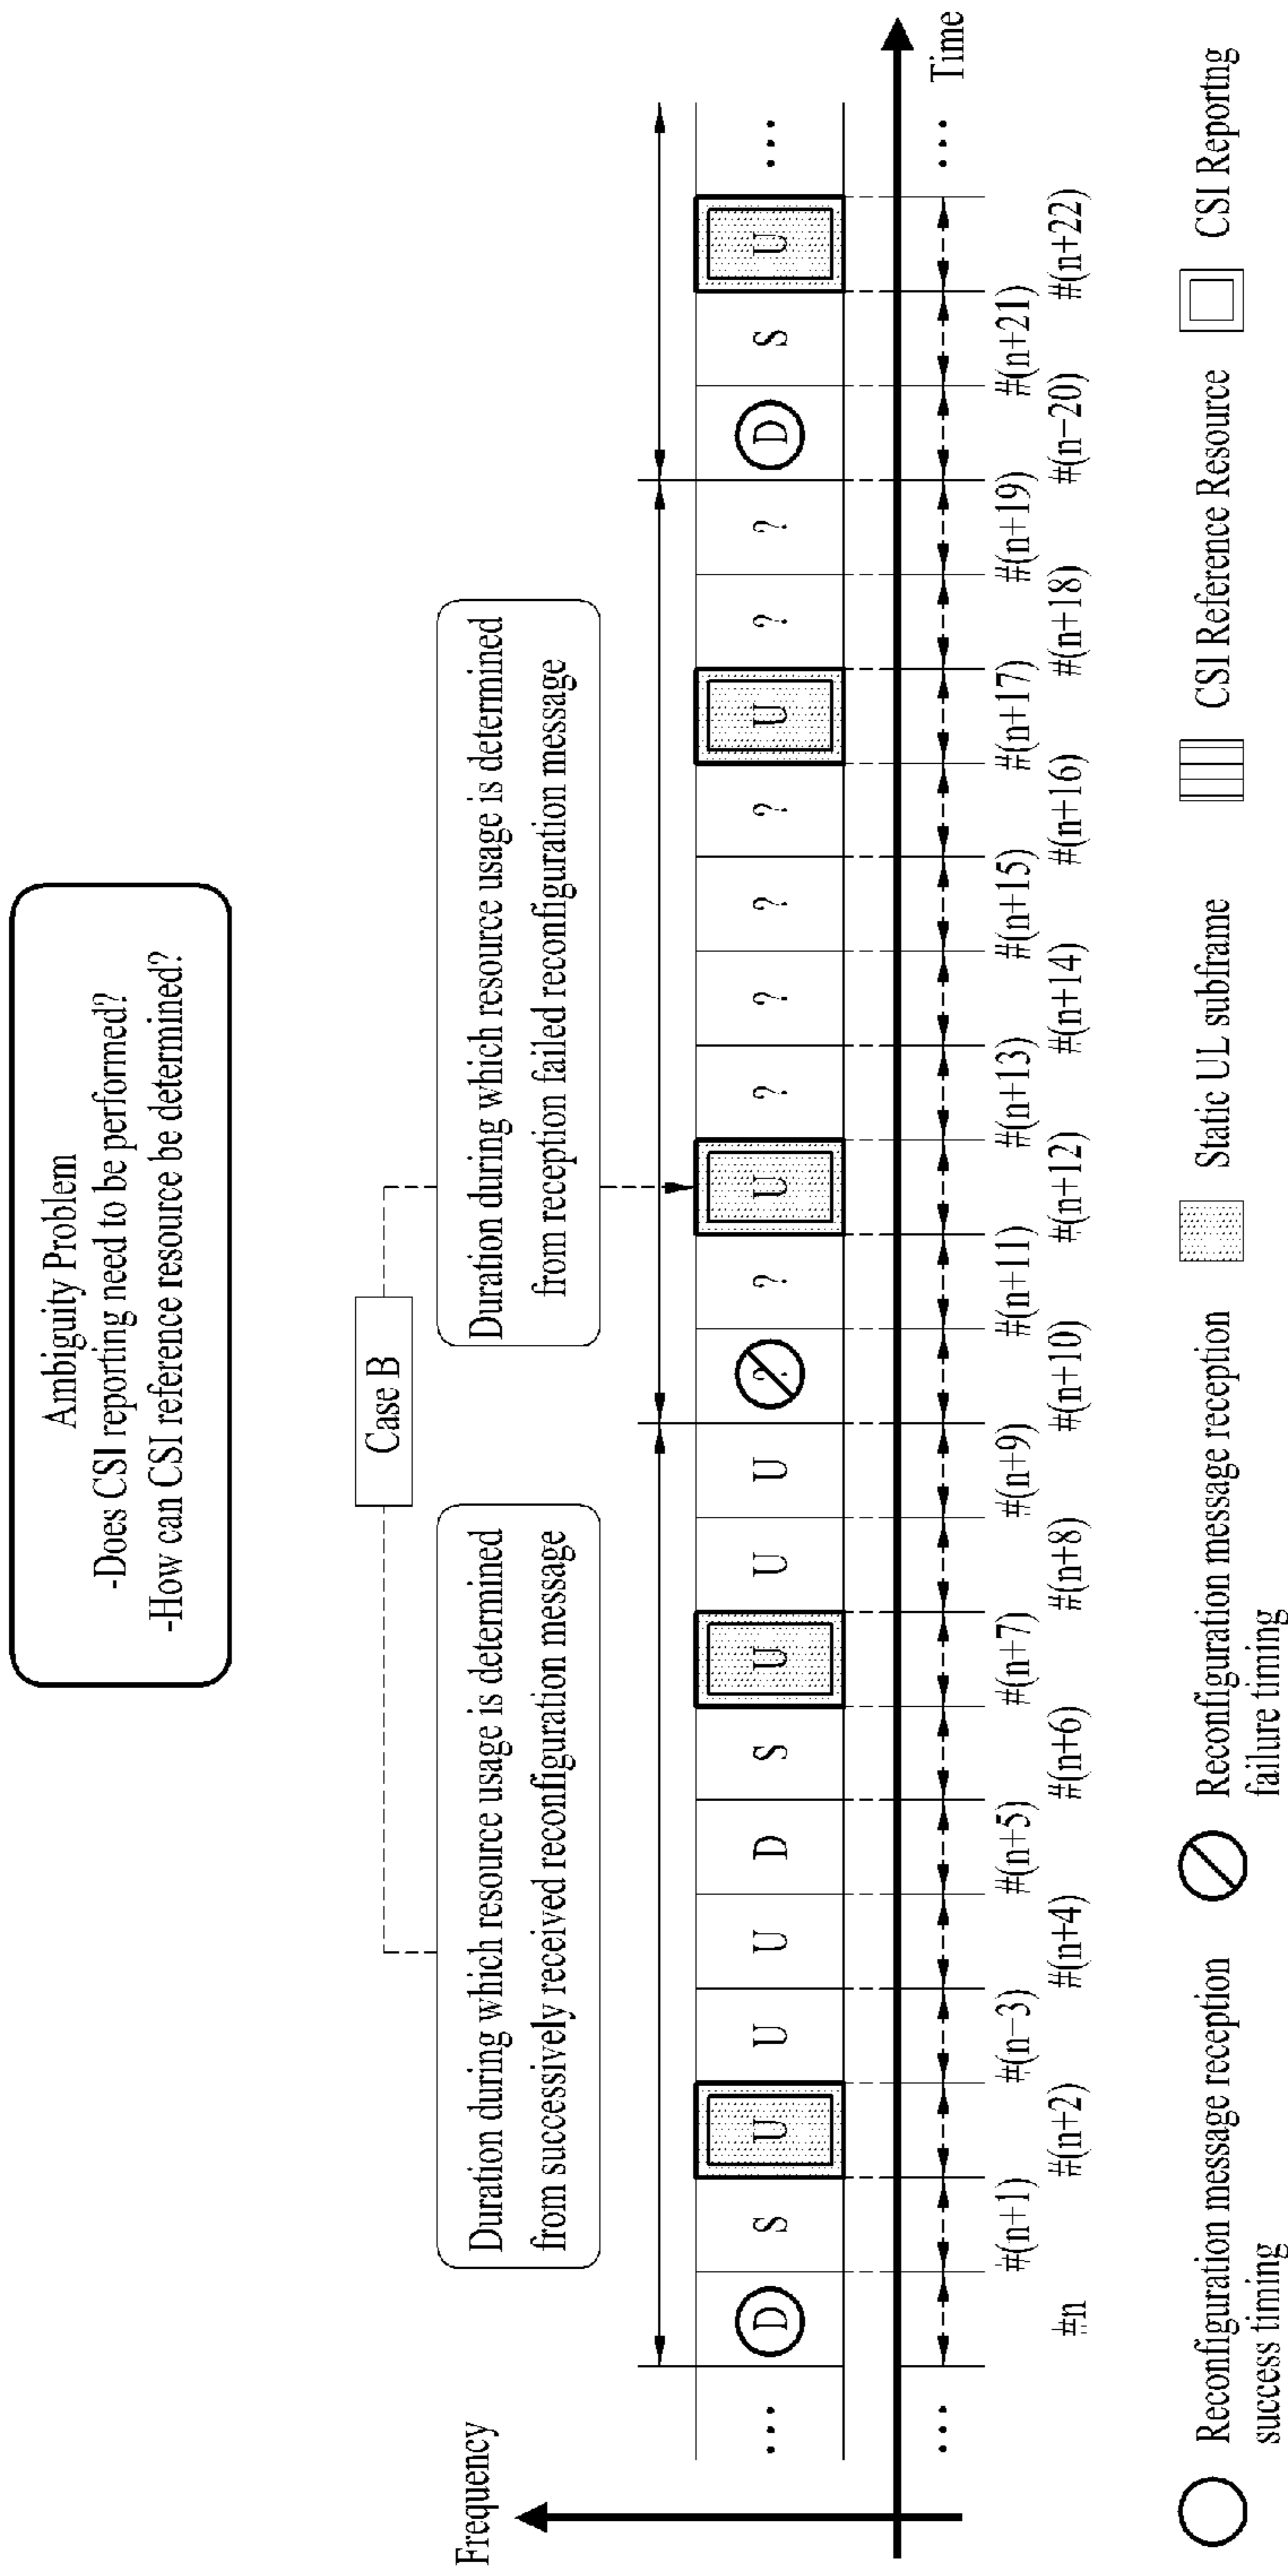 Ambiguity Problem
-Does CSI reporting need to be performed?
-How can CSI reference resource be determined?
Case B
Duration during which resource usage is determined
from successively received reconfiguration message
Duration during which resource usage is determined
from reception failed reconfiguration message
Frequency
... D S U U U D S U U U ? ? U ? ? ? ? U ? ? D S U ...
Time
... ...
#n #(n+1) #(n+2) #(n−3) #(n+4) #(n+5) #(n+6) #(n+7) #(n+8) #(n+9) #(n+10) #(n+11) #(n+12) #(n+13) #(n+14) #(n+15) #(n+16) #(n+17) #(n+18) #(n+19) #(n−20) #(n+21) #(n+22)
Reconfiguration message reception
success timing
Reconfiguration message reception
failure timing
Static UL subframe
CSI Reference Resource
CSI Reportng